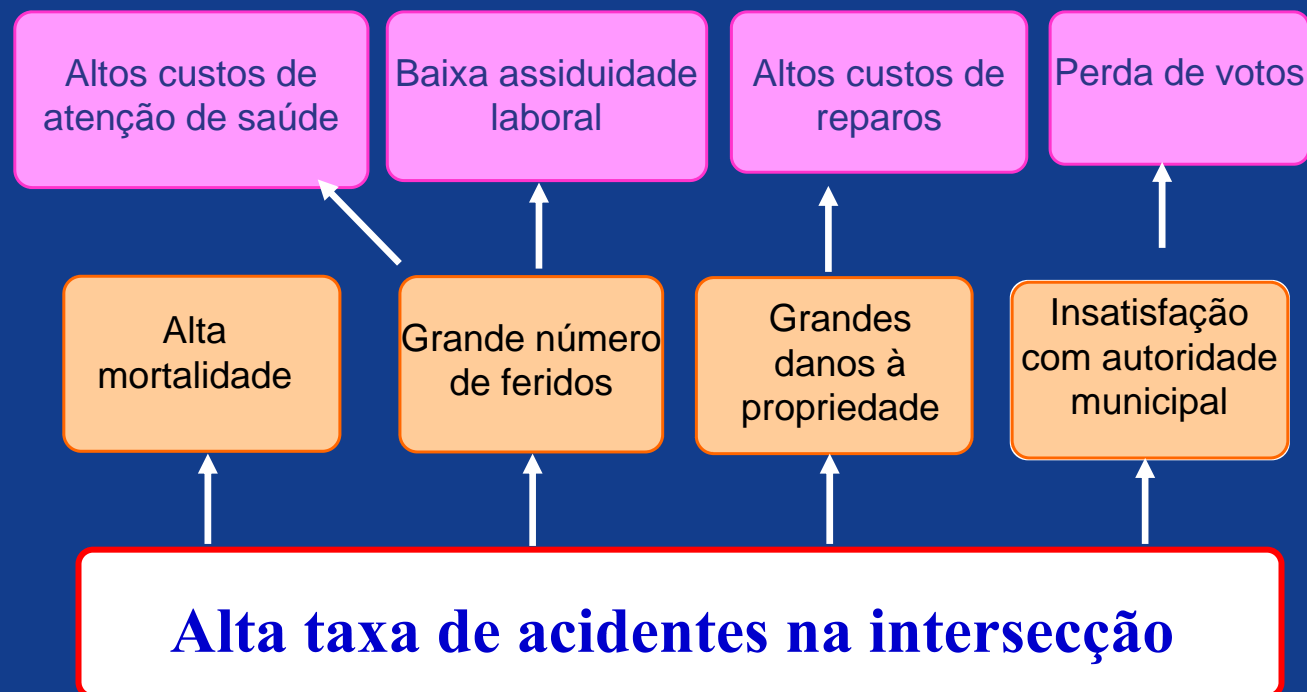 Altos custos de
atenção de saúde
Baixa assiduidade
laboral
Altos custos de
reparos
Perda de votos
Alta
mortalidade
Grande número
de feridos
Grandes
danos à
propriedade
Insatisfação
com autoridade
municipal
Alta taxa de acidentes na intersecção